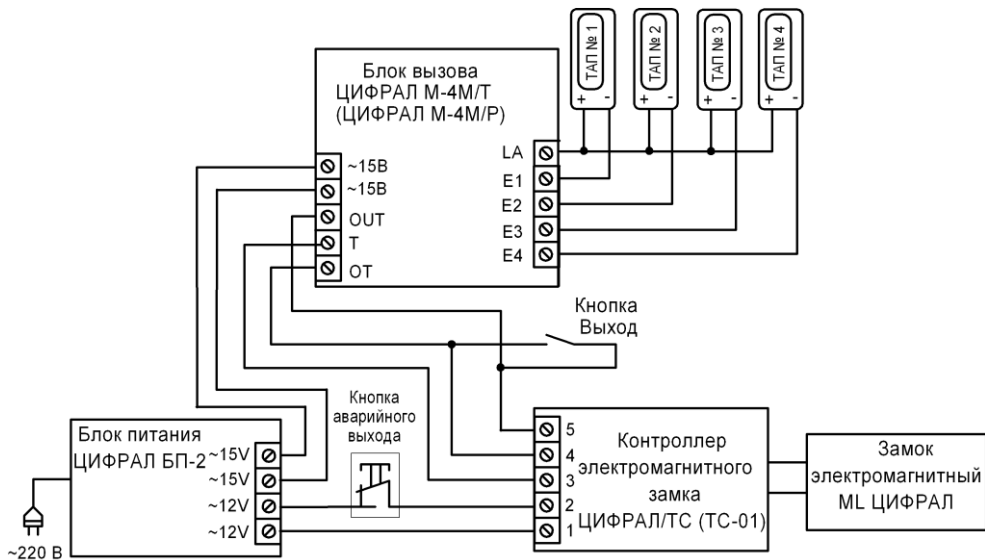 ТАП № 1
ТАП № 2
ТАП № 3
ТАП № 4
+ -
+ -
+ -
+ -
Блок вызова
ЦИФРАЛ М-4М/Т
(ЦИФРАЛ М-4М/Р)
~15В
~15В
OUT
T
OT
LA
E1
E2
E3
E4
Кнопка
Выход
Кнопка
аварийного
выхода
Блок питания
ЦИФРАЛ БП-2
~15V
~15V
~12V
~12V
~220 В
5
4
3
2
1
Контроллер
электромагнитного
замка
ЦИФРАЛ/ТС (ТС-01)
Замок
электромагнитный
ML ЦИФРАЛ